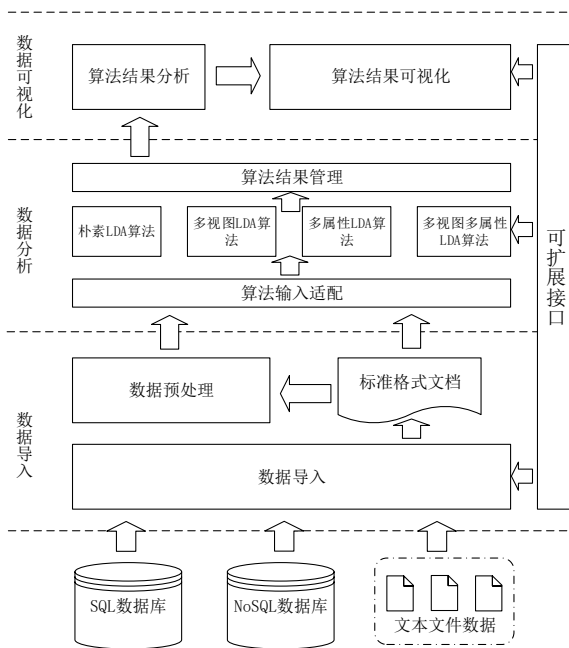 数据可视化
算法结果分析
算法结果可视化
算法结果管理
数据分析
朴素LDA算法
多视图LDA算
法
多属性LDA算
法
多视图多属性
LDA算法
可扩展接口
算法输入适配
数据预处理
标准格式文档
数据导入
数据导入
SQL数据库
NoSQL数据库
文本文件数据